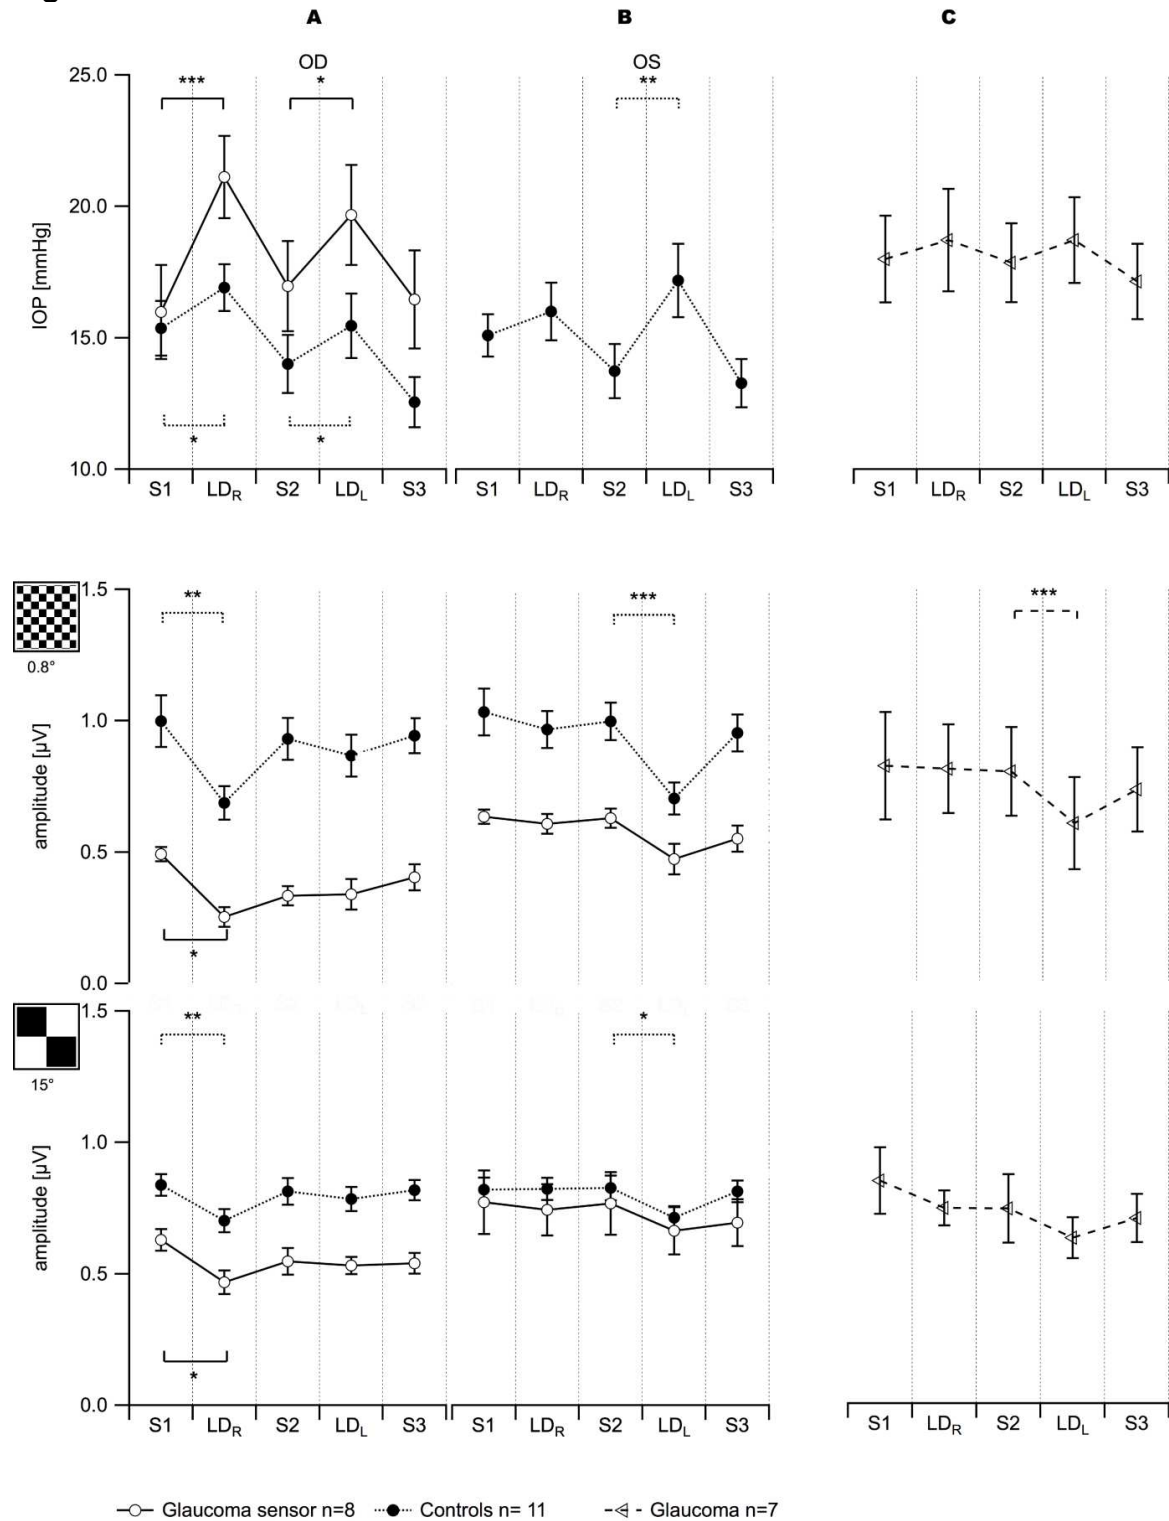 A B C
OD OS
25.0 *** * **
20.0
IOP [mmHg]
15.0
* *
10.0
S1 LDR S2 LDL S3 S1 LDR S2 LDL S3 S1 LDR S2 LDL S3
1.5 ** *** ***
0.8°
1.0
amplitude [µV]
0.5
*
0.0
1.5 ** *
15°
1.0
amplitude [µV]
0.5
*
0.0
S1 LDR S2 LDL S3 S1 LDR S2 LDL S3 S1 LDR S2 LDL S3
Glaucoma sensor n=8 Controls n= 11 Glaucoma n=7